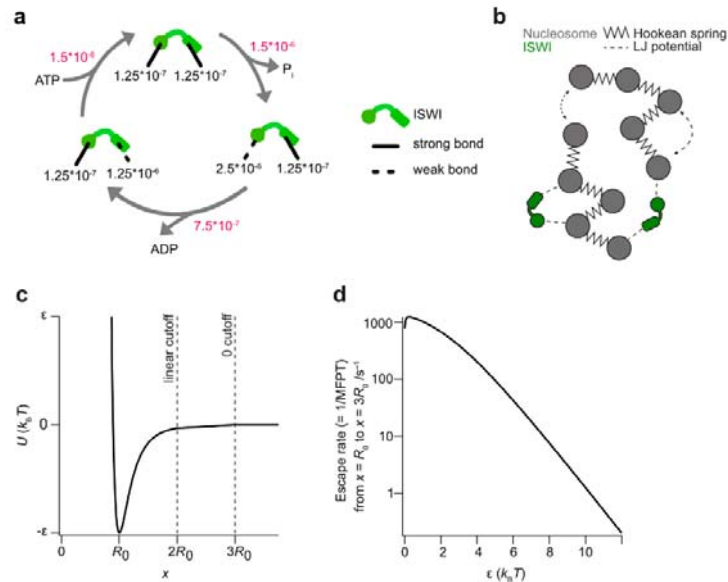 a
1.5*10⁻⁶
1.5*10⁻⁶
ATP
1.25*10⁻⁷ 1.25*10⁻⁷
Pᵢ
1.25*10⁻⁷ 1.25*10⁻⁶
2.5*10⁻⁶ 1.25*10⁻⁷
7.5*10⁻⁷
ADP
ISWI
strong bond
weak bond
b
Nucleosome
ISWI
Hookean spring
LJ potential
c
ε
0
-ε
U (k_BT)
linear cutoff
0 cutoff
0 R₀ 2R₀ 3R₀
x
d
Escape rate (= 1/MFPT)
from x = R₀ to x = 3R₀ /s⁻¹
1000
100
10
1
0 2 4 6 8 10
ε (k_BT)